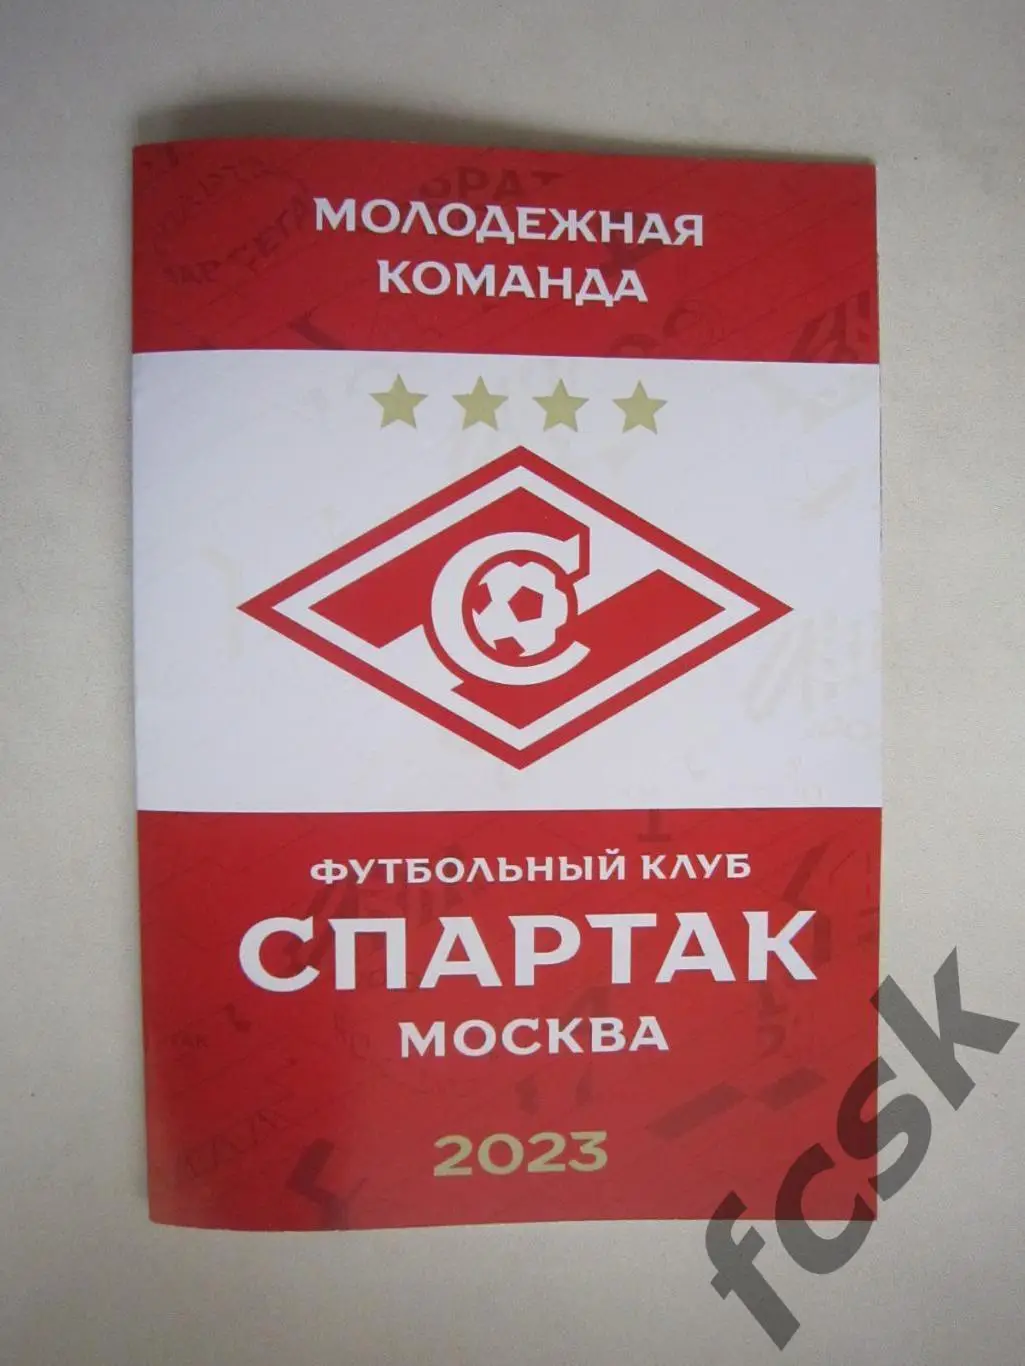 МОЛОДЕЖНАЯ
КОМАНДА
С
ФУТБОЛЬНЫЙ КЛУБ
СПАРТАК
МОСКВА
2023
fcsk